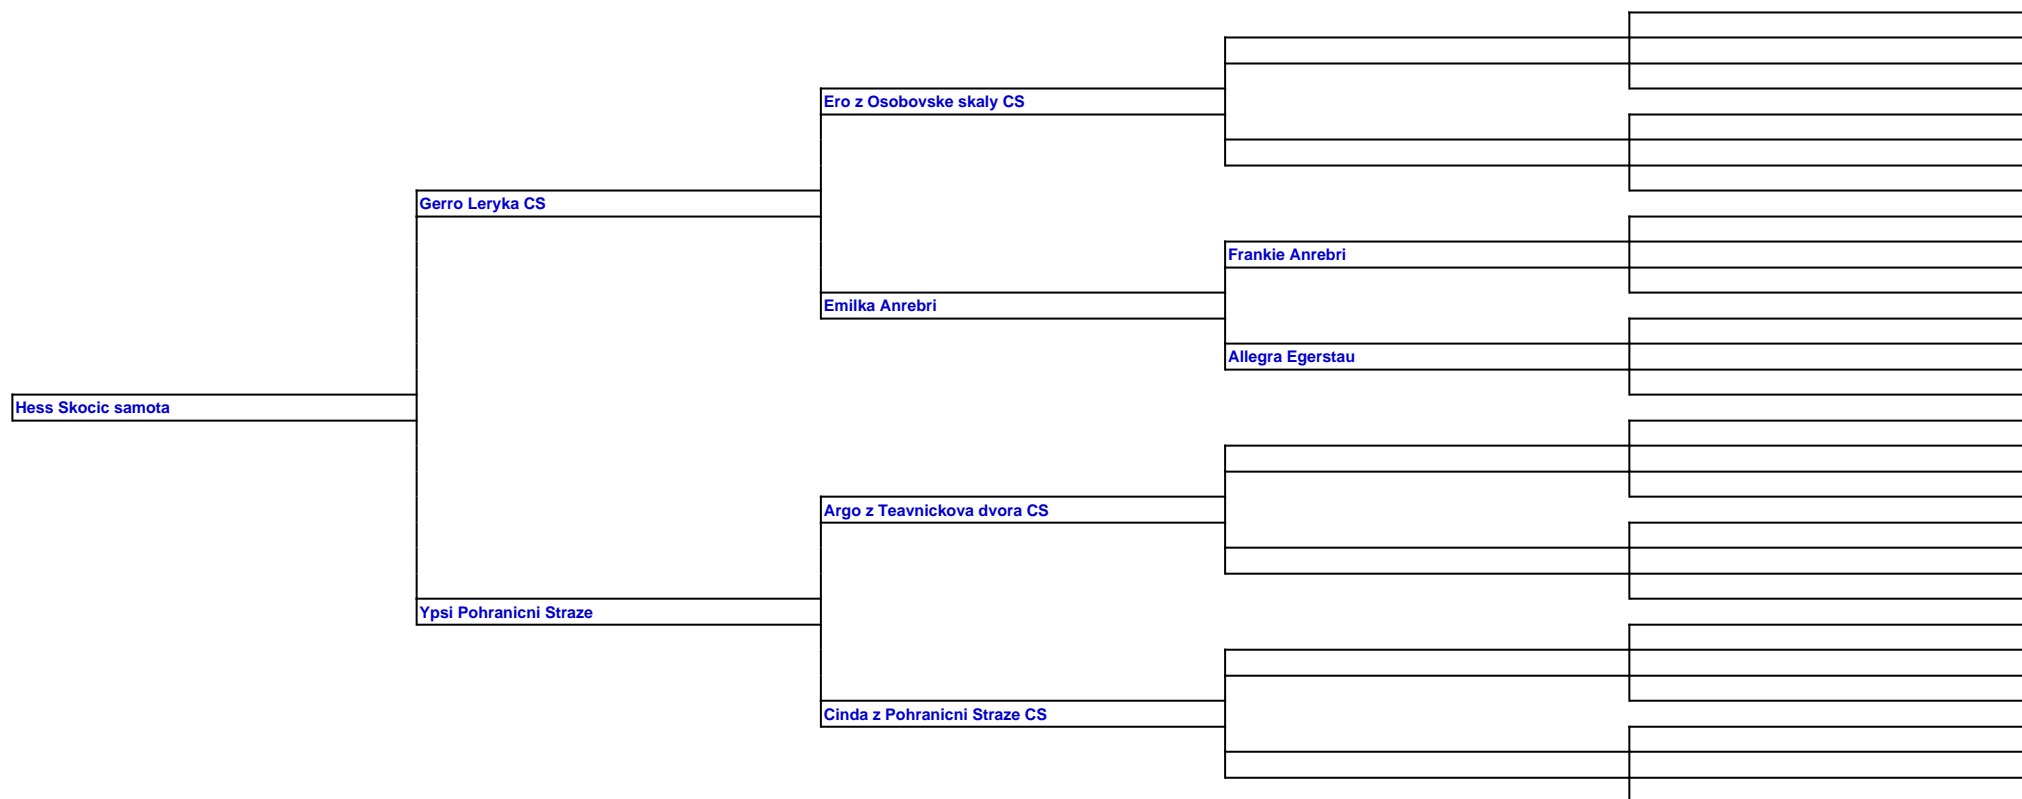 Ero z Osobovske skaly CS
Gerro Leryka CS
Frankie Anrebri
Emilka Anrebri
Allegra Egerstau
Hess Skocic samota
Argo z Teavnickova dvora CS
Ypsi Pohranicni Straze
Cinda z Pohranicni Straze CS